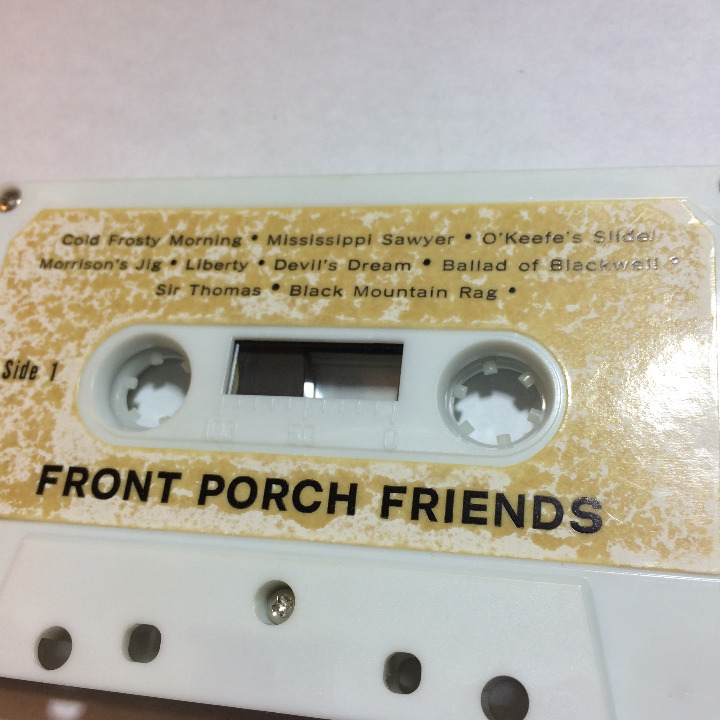 Cold Frosty Morning • Mississippi Sawyer • O'Keefe's Slide/
Morrison's Jig • Liberty • Devil's Dream • Ballad of Blackwell •
Sir Thomas • Black Mountain Rag •
Side 1
FRONT PORCH FRIENDS